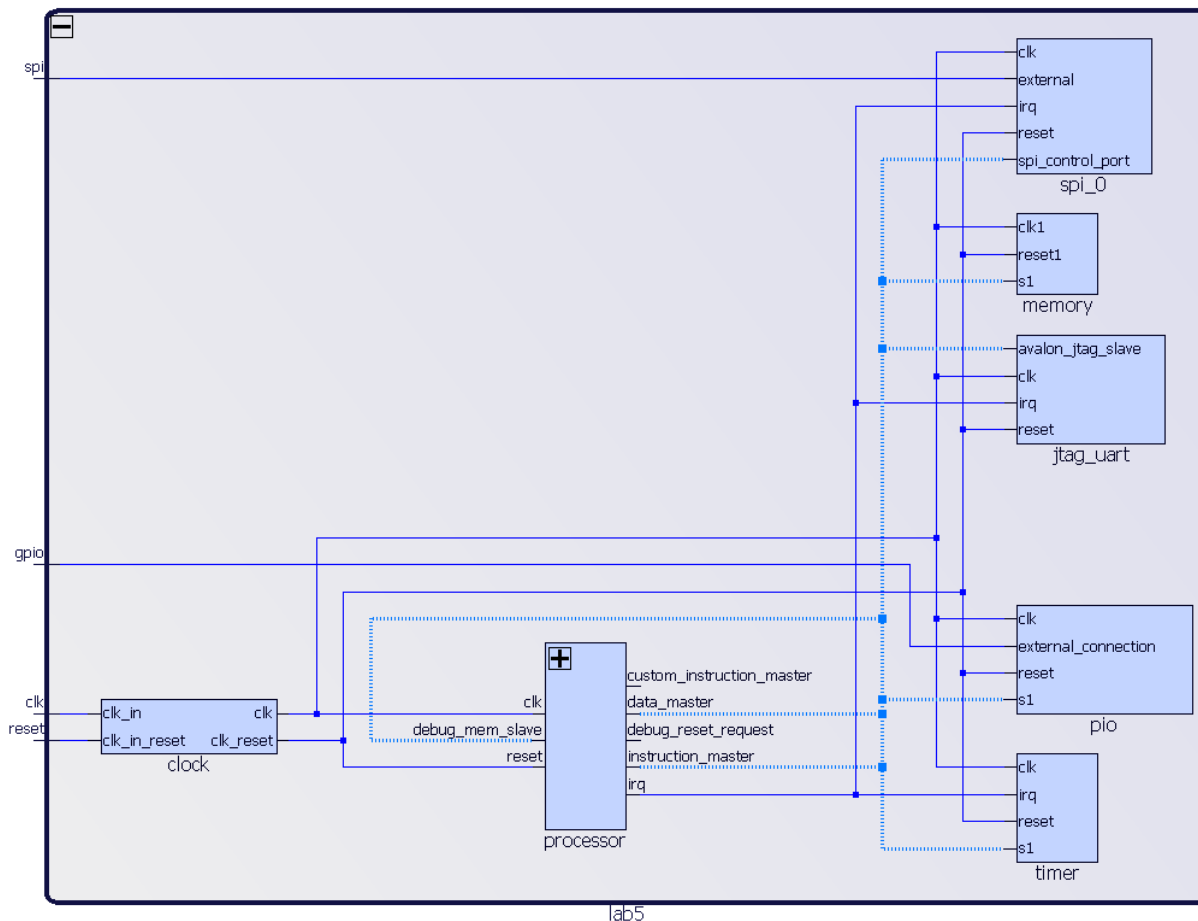 spi
clk
external
irq
reset
spi_control_port
spi_0
clk1
reset1
s1
memory
avalon_jtag_slave
clk
irq
reset
jtag_uart
gpio
clk
external_connection
reset
s1
pio
clk
reset
clk_in
clk
clk_in_reset
clk_reset
clock
clk
debug_mem_slave
reset
custom_instruction_master
data_master
debug_reset_request
instruction_master
irq
processor
clk
irq
reset
s1
timer
lab5